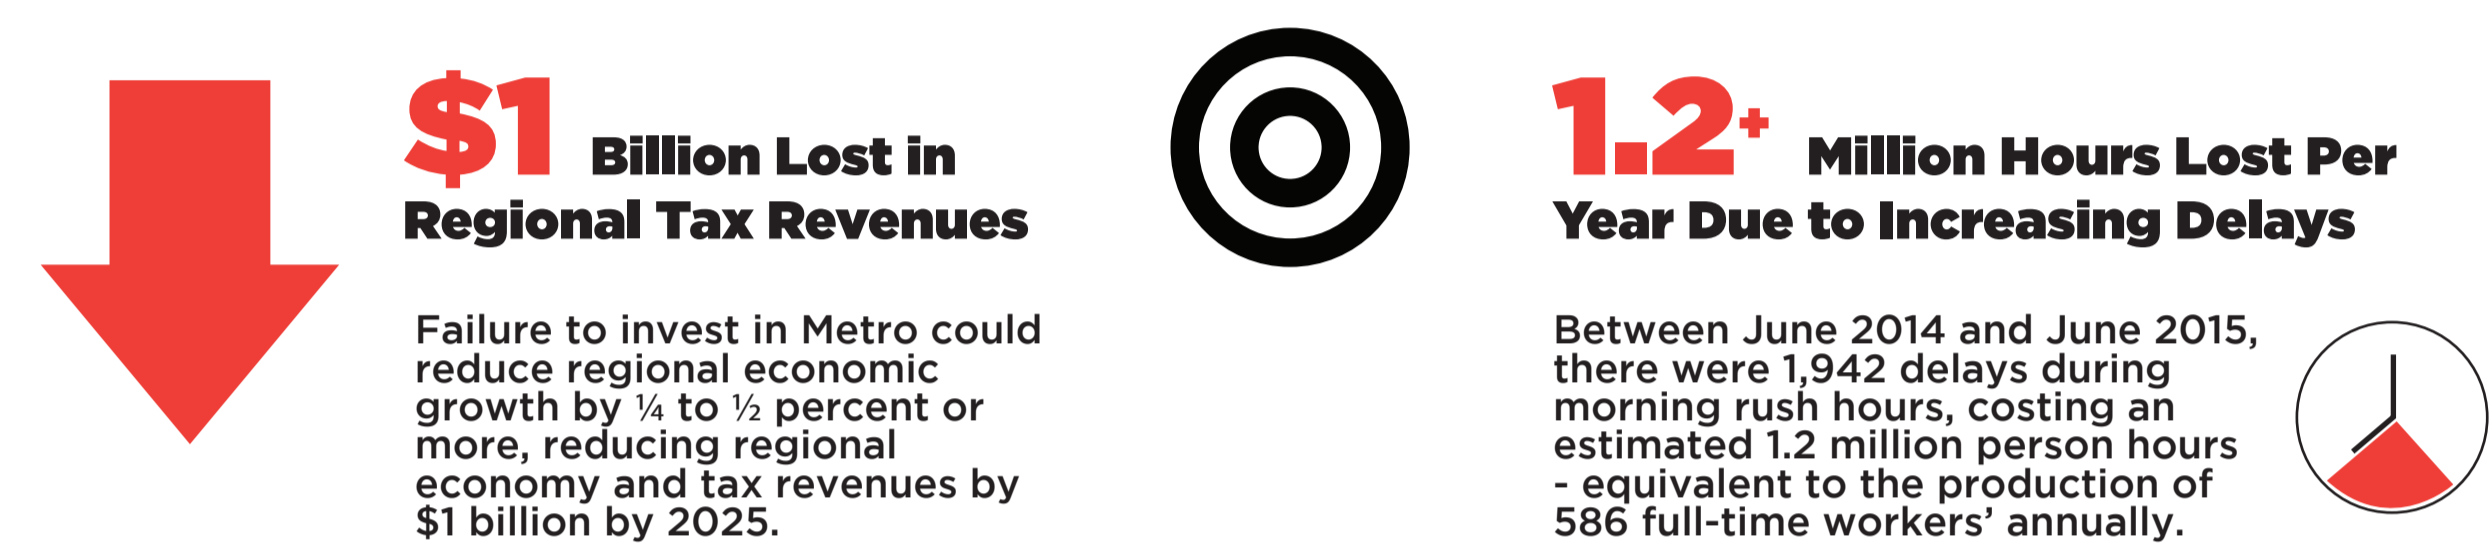 $1 Billion Lost in
Regional Tax Revenues
Failure to invest in Metro could
reduce regional economic
growth by ¼ to ½ percent or
more, reducing regional
economy and tax revenues by
$1 billion by 2025.
1.2+ Million Hours Lost Per
Year Due to Increasing Delays
Between June 2014 and June 2015,
there were 1,942 delays during
morning rush hours, costing an
estimated 1.2 million person hours
- equivalent to the production of
586 full-time workers’ annually.